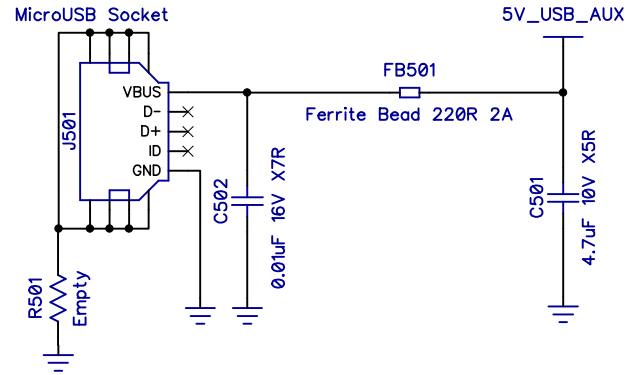 MicroUSB Socket
5V_USB_AUX
FB501
VBUS
Ferrite Bead 220R 2A
D-
D+
J501
ID
GND
C502
0.01uF 16V X7R
C501
4.7uF 10V X5R
R501
Empty